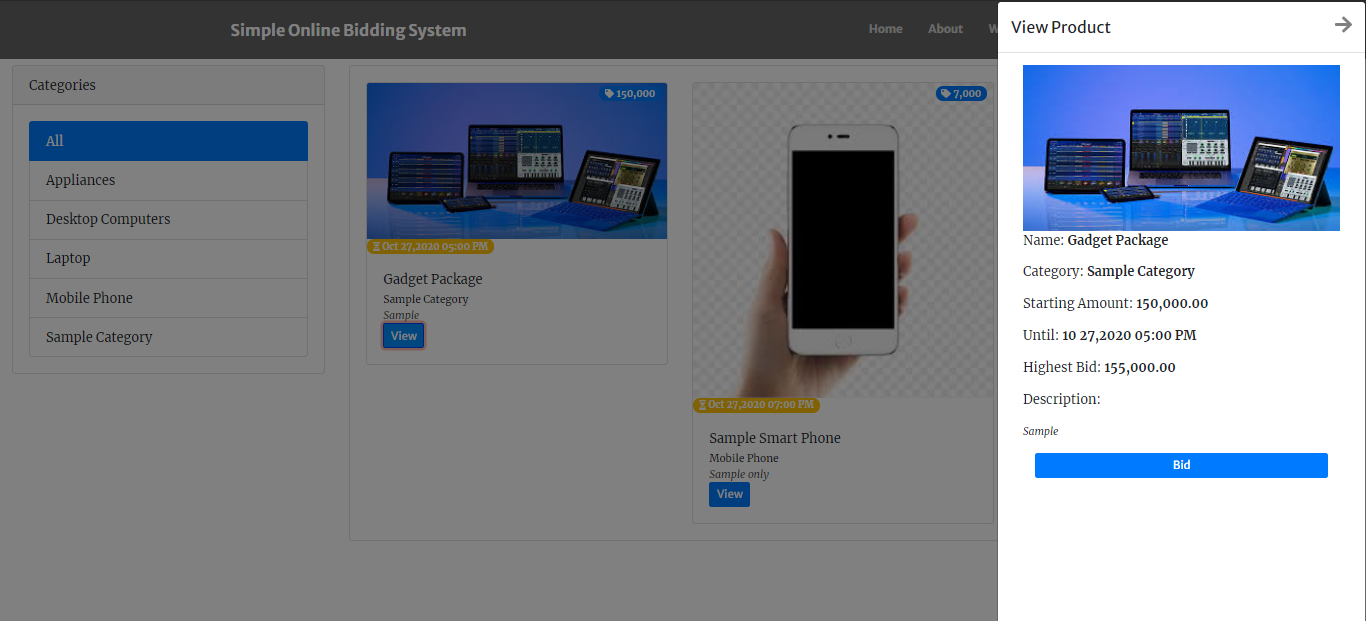 Simple Online Bidding System
Home About W
Categories
All
Appliances
Desktop Computers
Laptop
Mobile Phone
Sample Category
150,000
Oct 27,2020 05:00 PM
Gadget Package
Sample Category
Sample
View
7,000
Oct 27,2020 07:00 PM
Sample Smart Phone
Mobile Phone
Sample only
View
View Product
Name: Gadget Package
Category: Sample Category
Starting Amount: 150,000.00
Until: 10 27,2020 05:00 PM
Highest Bid: 155,000.00
Description:
Sample
Bid